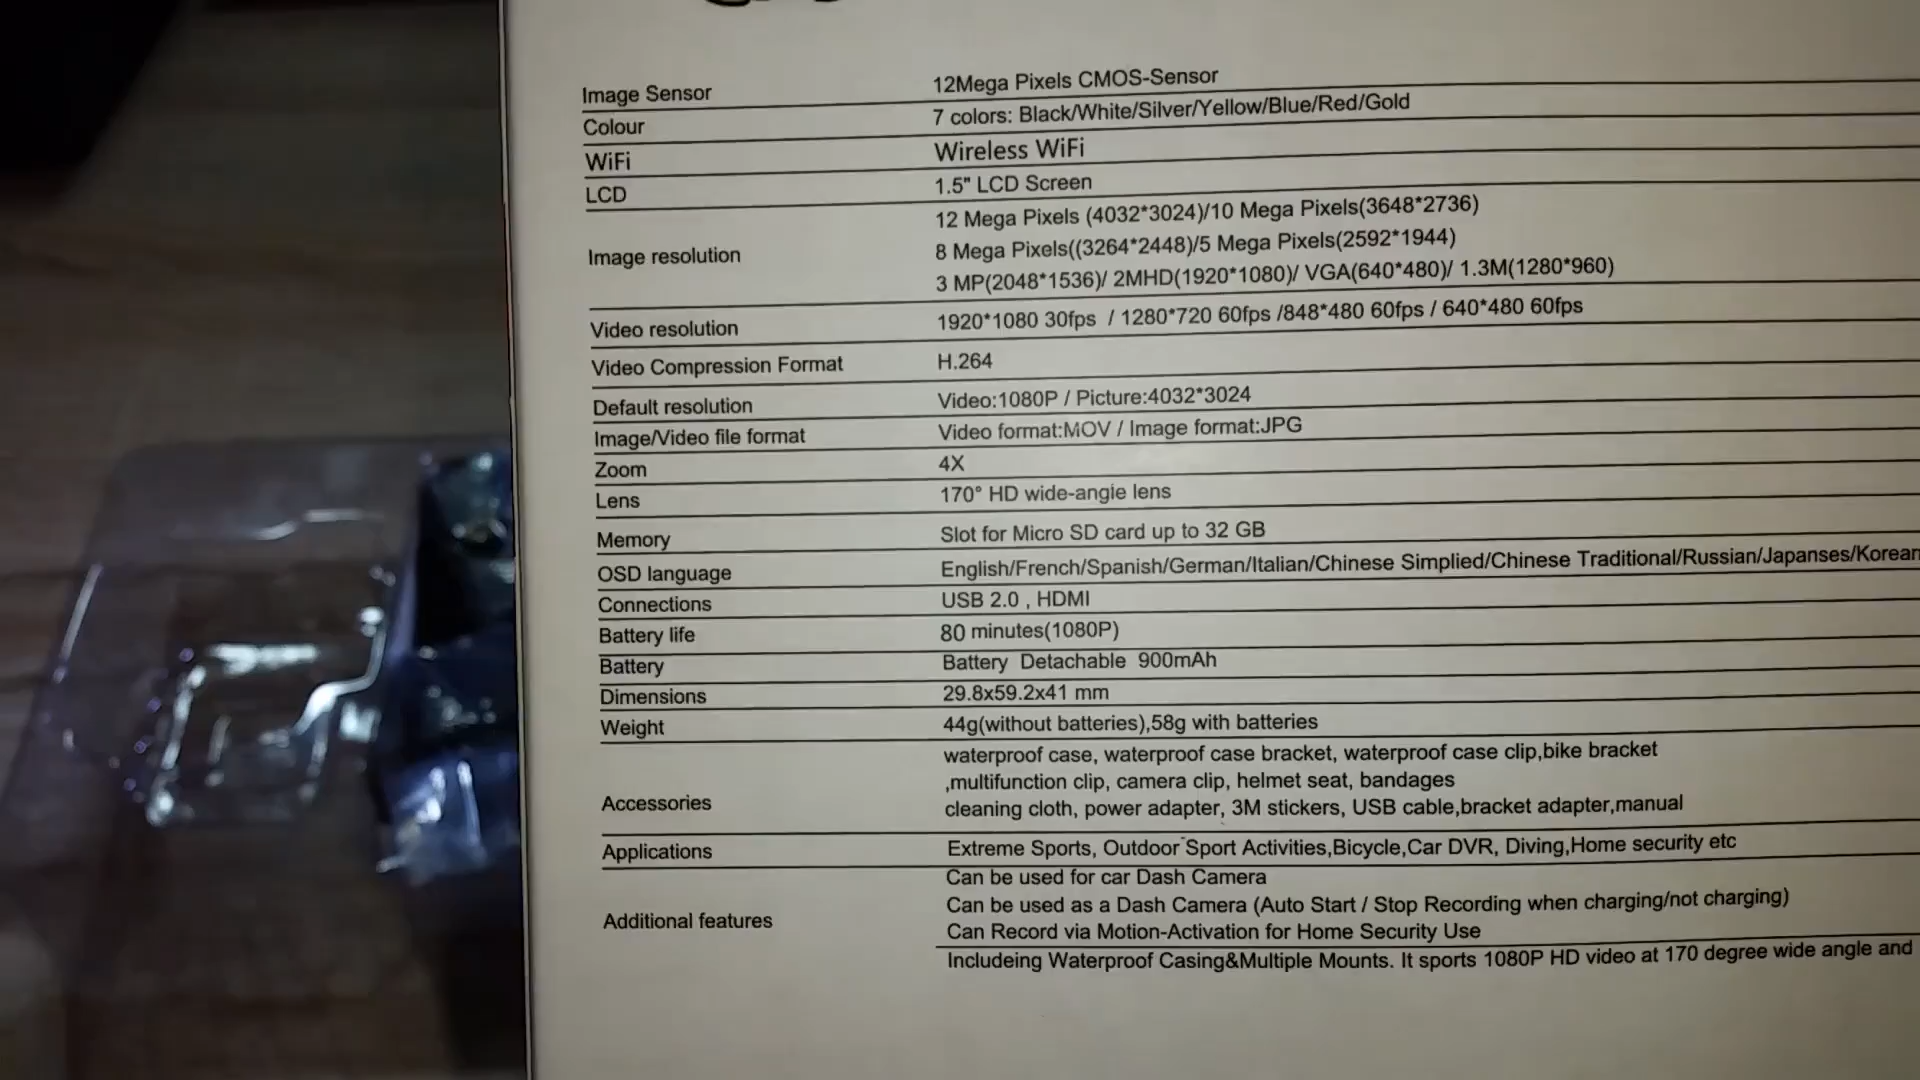 Image Sensor 12Mega Pixels CMOS-Sensor
Colour 7 colors: Black/White/Silver/Yellow/Blue/Red/Gold
WiFi Wireless WiFi
LCD 1.5" LCD Screen
Image resolution 12 Mega Pixels (4032*3024)/10 Mega Pixels(3648*2736)
8 Mega Pixels((3264*2448)/5 Mega Pixels(2592*1944)
3 MP(2048*1536)/ 2MHD(1920*1080)/ VGA(640*480)/ 1.3M(1280*960)
Video resolution 1920*1080 30fps / 1280*720 60fps /848*480 60fps / 640*480 60fps
Video Compression Format H.264
Default resolution Video:1080P / Picture:4032*3024
Image/Video file format Video format:MOV / Image format:JPG
Zoom 4X
Lens 170° HD wide-angle lens
Memory Slot for Micro SD card up to 32 GB
OSD language English/French/Spanish/German/Italian/Chinese Simplied/Chinese Traditional/Russian/Japanses/Korean
Connections USB 2.0 , HDMI
Battery life 80 minutes(1080P)
Battery Battery Detachable 900mAh
Dimensions 29.8x59.2x41 mm
Weight 44g(without batteries),58g with batteries
Accessories waterproof case, waterproof case bracket, waterproof case clip,bike bracket
,multifunction clip, camera clip, helmet seat, bandages
cleaning cloth, power adapter, 3M stickers, USB cable,bracket adapter,manual
Applications Extreme Sports, Outdoor Sport Activities,Bicycle,Car DVR, Diving,Home security etc
Additional features Can be used for car Dash Camera
Can be used as a Dash Camera (Auto Start / Stop Recording when charging/not charging)
Can Record via Motion-Activation for Home Security Use
Includeing Waterproof Casing&Multiple Mounts. It sports 1080P HD video at 170 degree wide angle and